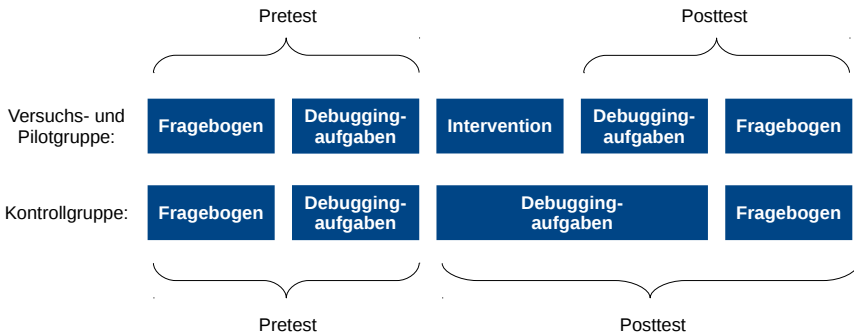 Pretest
Posttest
Versuchs- und
Pilotgruppe:
Fragebogen
Debugging-
aufgaben
Intervention
Debugging-
aufgaben
Fragebogen
Kontrollgruppe:
Fragebogen
Debugging-
aufgaben
Debugging-
aufgaben
Fragebogen
Pretest
Posttest